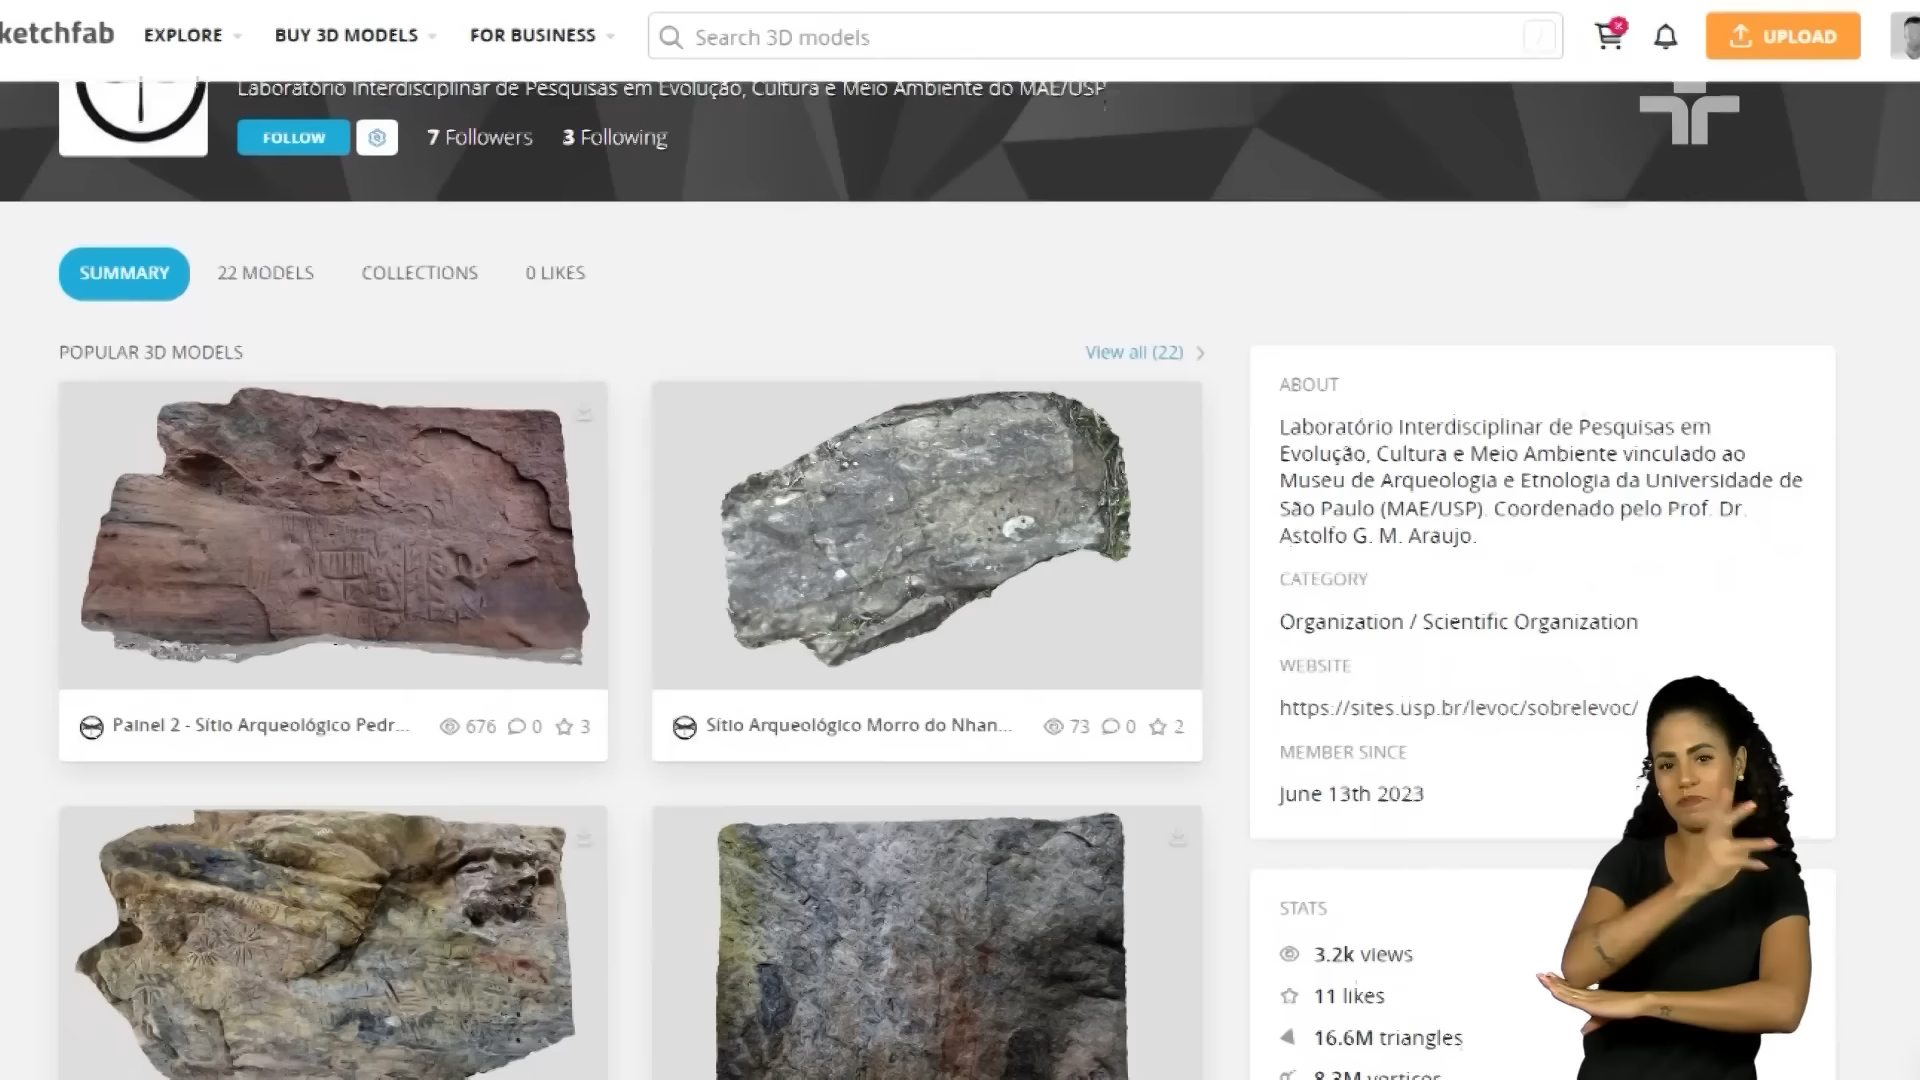 ketchfab EXPLORE BUY 3D MODELS FOR BUSINESS Search 3D models / UPLOAD
Laboratório Interdisciplinar de Pesquisas em Evolução, Cultura e Meio Ambiente do MAE/USP
FOLLOW 7 Followers 3 Following
SUMMARY 22 MODELS COLLECTIONS 0 LIKES
POPULAR 3D MODELS View all (22)
Painel 2 - Sítio Arqueológico Pedr... 676 0 3
Sítio Arqueológico Morro do Nhan... 73 0 2
ABOUT
Laboratório Interdisciplinar de Pesquisas em
Evolução, Cultura e Meio Ambiente vinculado ao
Museu de Arqueologia e Etnologia da Universidade de
São Paulo (MAE/USP). Coordenado pelo Prof. Dr.
Astolfo G. M. Araujo.
CATEGORY
Organization / Scientific Organization
WEBSITE
https://sites.usp.br/levoc/sobrelevoc/
MEMBER SINCE
June 13th 2023
STATS
3.2k views
11 likes
16.6M triangles
8.3M vertices